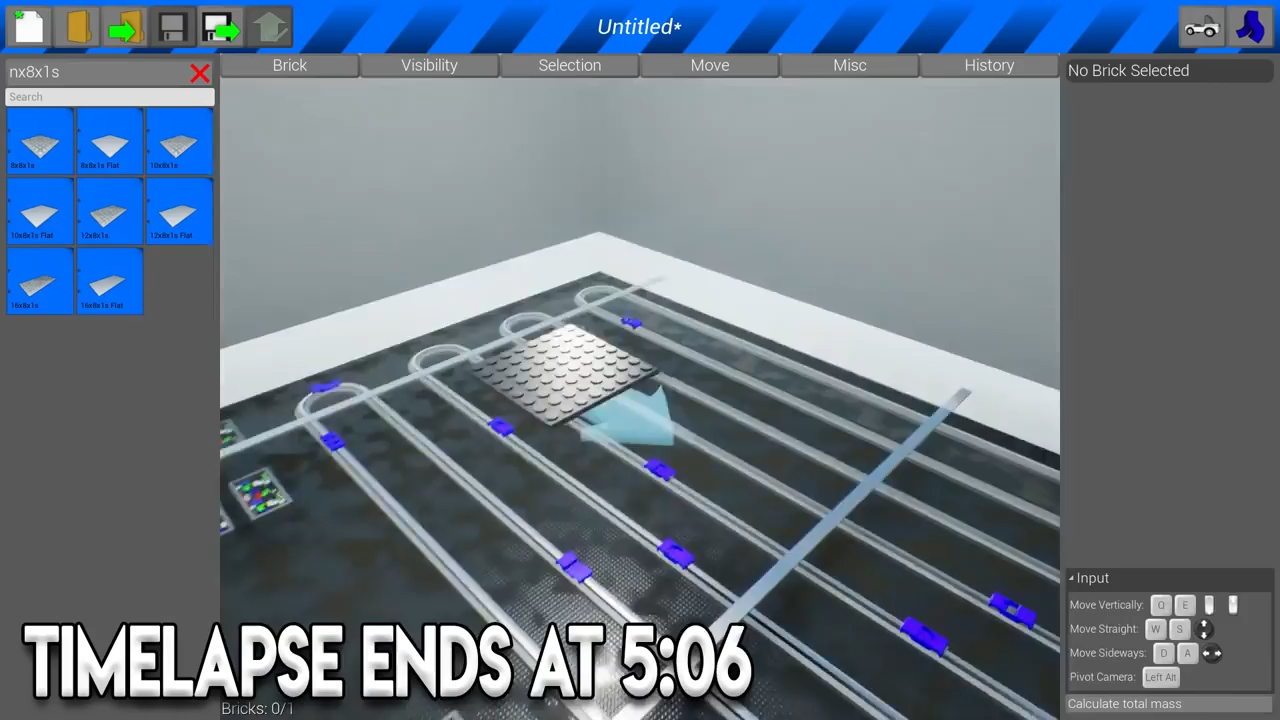 Untitled*
nx8x1s
Search
8x8x1s
8x8x1s Flat
10x8x1s
10x8x1s Flat
12x8x1s
12x8x1s Flat
16x8x1s
16x8x1s Flat
Brick
Visibility
Selection
Move
Misc
History
No Brick Selected
Input
Move Vertically: Q E
Move Straight: W S
Move Sideways: D A
Pivot Camera: Left Alt
Calculate total mass
TIMELAPSE ENDS AT 5:06
Bricks: 0/1